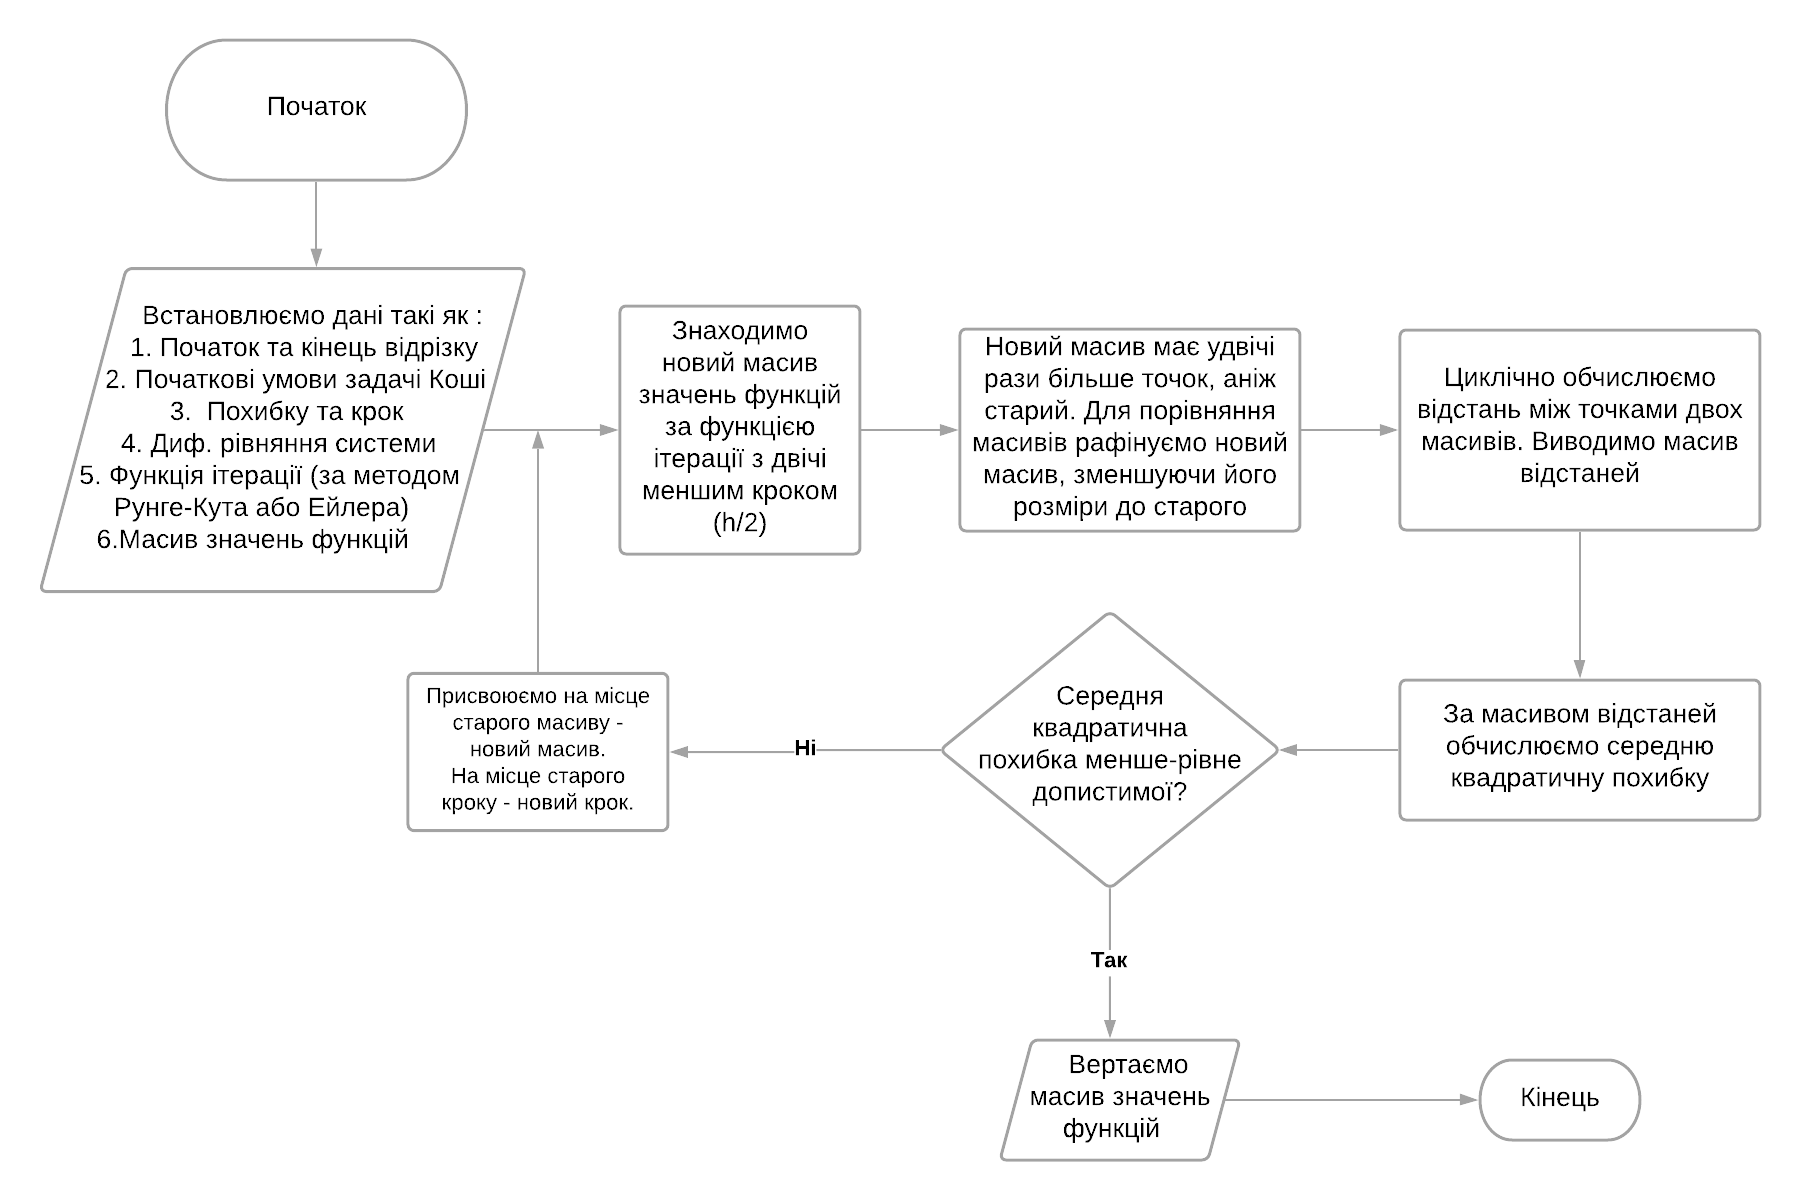 Початок
Встановлюємо дані такі як :
1. Початок та кінець відрізку
2. Початкові умови задачі Коші
3. Похибку та крок
4. Диф. рівняння системи
5. Функція ітерації (за методом
Рунге-Кута або Ейлера)
6.Масив значень функцій
Знаходимо
новий масив
значень функцій
за функцією
ітерації з двічі
меншим кроком
(h/2)
Новий масив має удвічі
рази більше точок, аніж
старий. Для порівняння
масивів рафінуємо новий
масив, зменшуючи його
розміри до старого
Циклічно обчислюємо
відстань між точками двох
масивів. Виводимо масив
відстаней
За масивом відстаней
обчислюємо середню
квадратичну похибку
Середня
квадратична
похибка менше-рівне
допистимої?
Ні
Присвоюємо на місце
старого масиву -
новий масив.
На місце старого
кроку - новий крок.
Так
Вертаємо
масив значень
функцій
Кінець